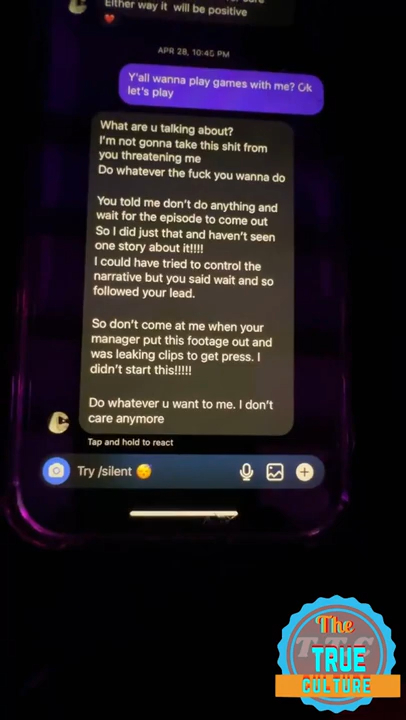 Either way it will be positive
❤️
APR 28, 10:45 PM
Y'all wanna play games with me? Ok
let's play
What are u talking about?
I'm not gonna take this shit from
you threatening me
Do whatever the fuck you wanna do
You told me don't do anything and
wait for the episode to come out
So I did just that and haven't seen
one story about it!!!!
I could have tried to control the
narrative but you said wait and so
followed your lead.
So don't come at me when your
manager put this footage out and
was leaking clips to get press. I
didn't start this!!!!!
Do whatever u want to me. I don't
care anymore
Tap and hold to react
Try /silent 😴
The
TTC
TRUE
CULTURE